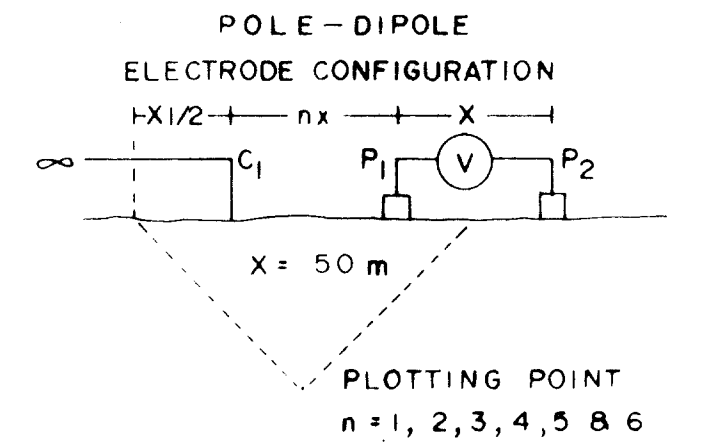 POLE-DIPOLE
ELECTRODE CONFIGURATION
X1/2 nx X
∞ C1 P1 V P2
X = 50 m
PLOTTING POINT
n = 1, 2, 3, 4, 5 & 6